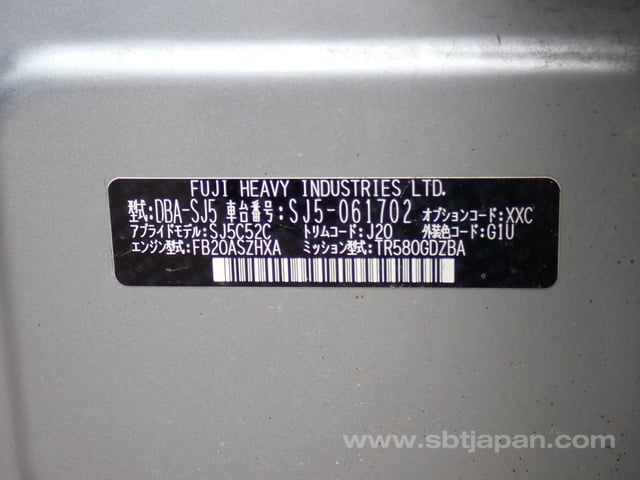 FUJI HEAVY INDUSTRIES LTD.
型式:DBA-SJ5 車台番号:SJ5-061702 オプションコード:XXC
アプライドモデル:SJ5C52C トリムコード:J20 外装色コード:G1U
エンジン型式:FB20ASZHXA ミッション型式:TR580GDZBA
www.sbtjapan.com